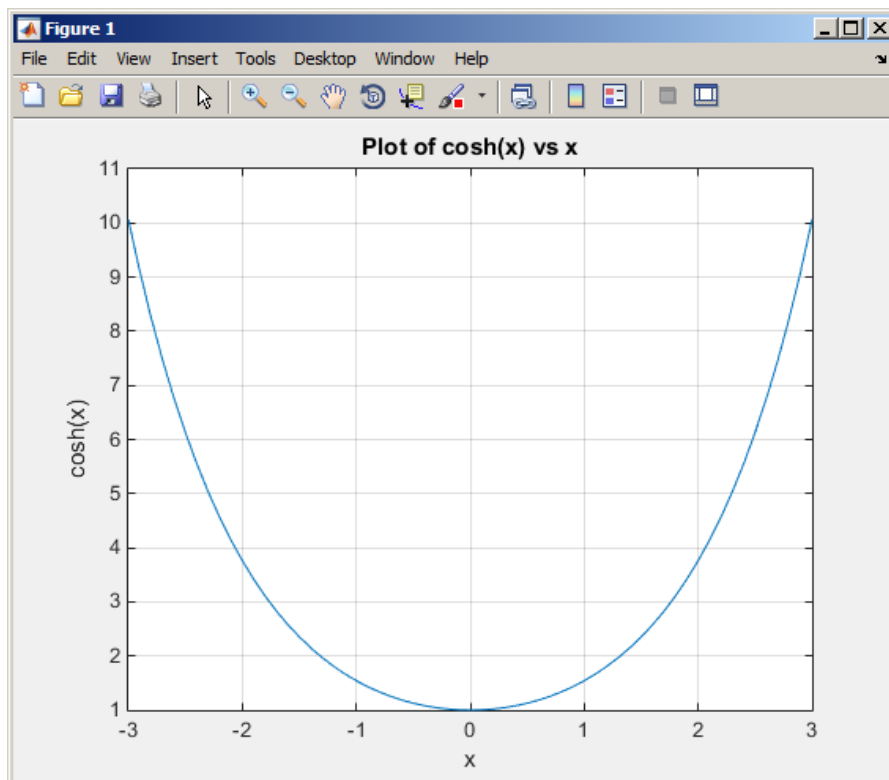 Figure 1
File Edit View Insert Tools Desktop Window Help
Plot of cosh(x) vs x
11
10
9
8
7
6
5
4
3
2
1
cosh(x)
-3 -2 -1 0 1 2 3
x